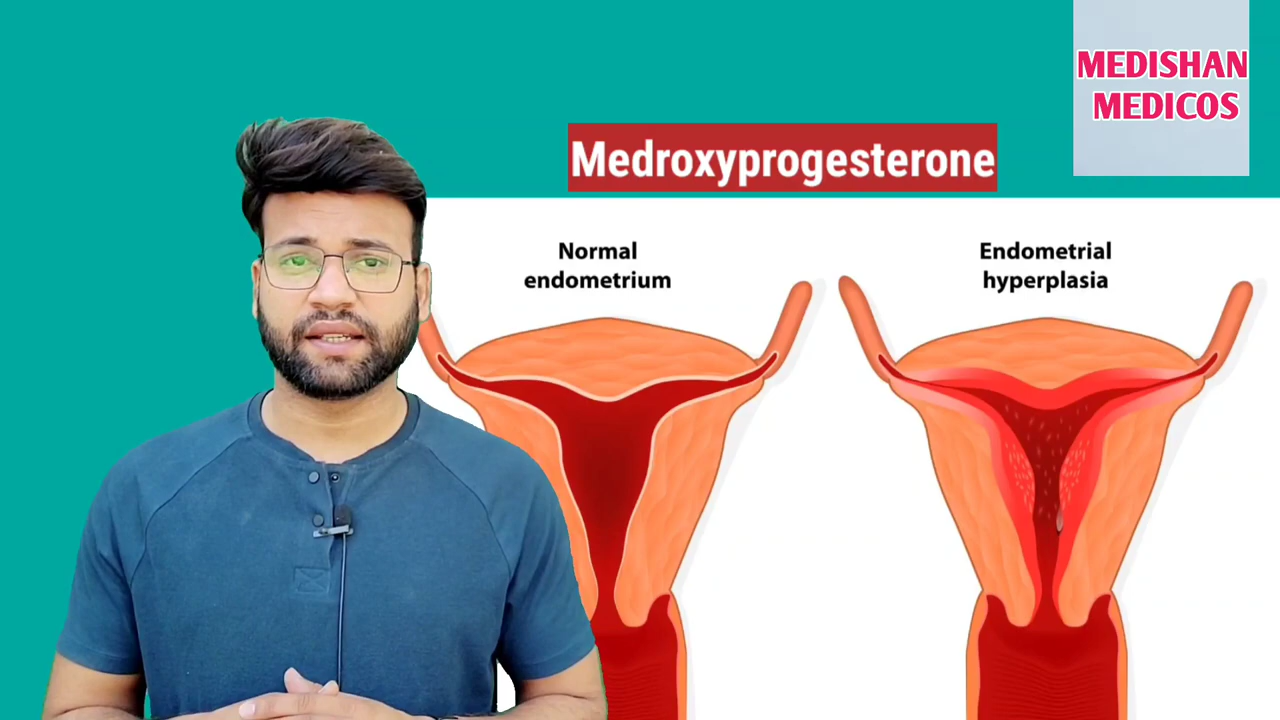 MEDISHAN
MEDICOS
Medroxyprogesterone
Normal
endometrium
Endometrial
hyperplasia